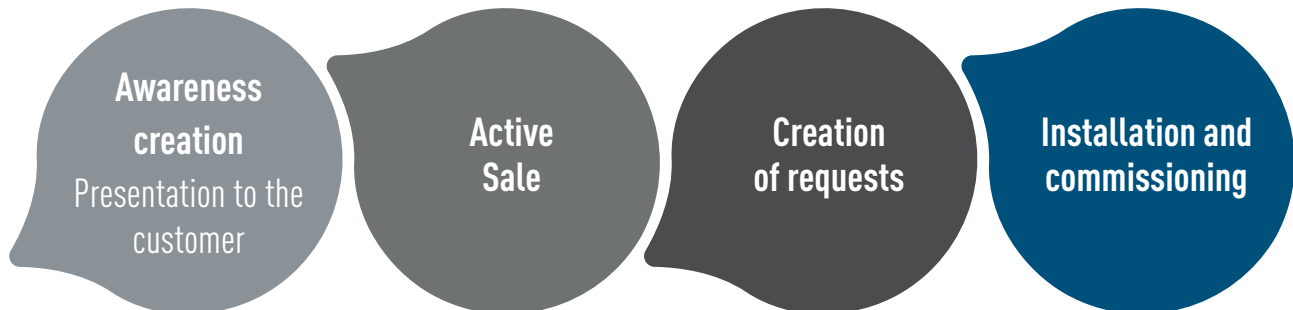 Awareness
creation
Presentation to the
customer
Active
Sale
Creation
of requests
Installation and
commissioning